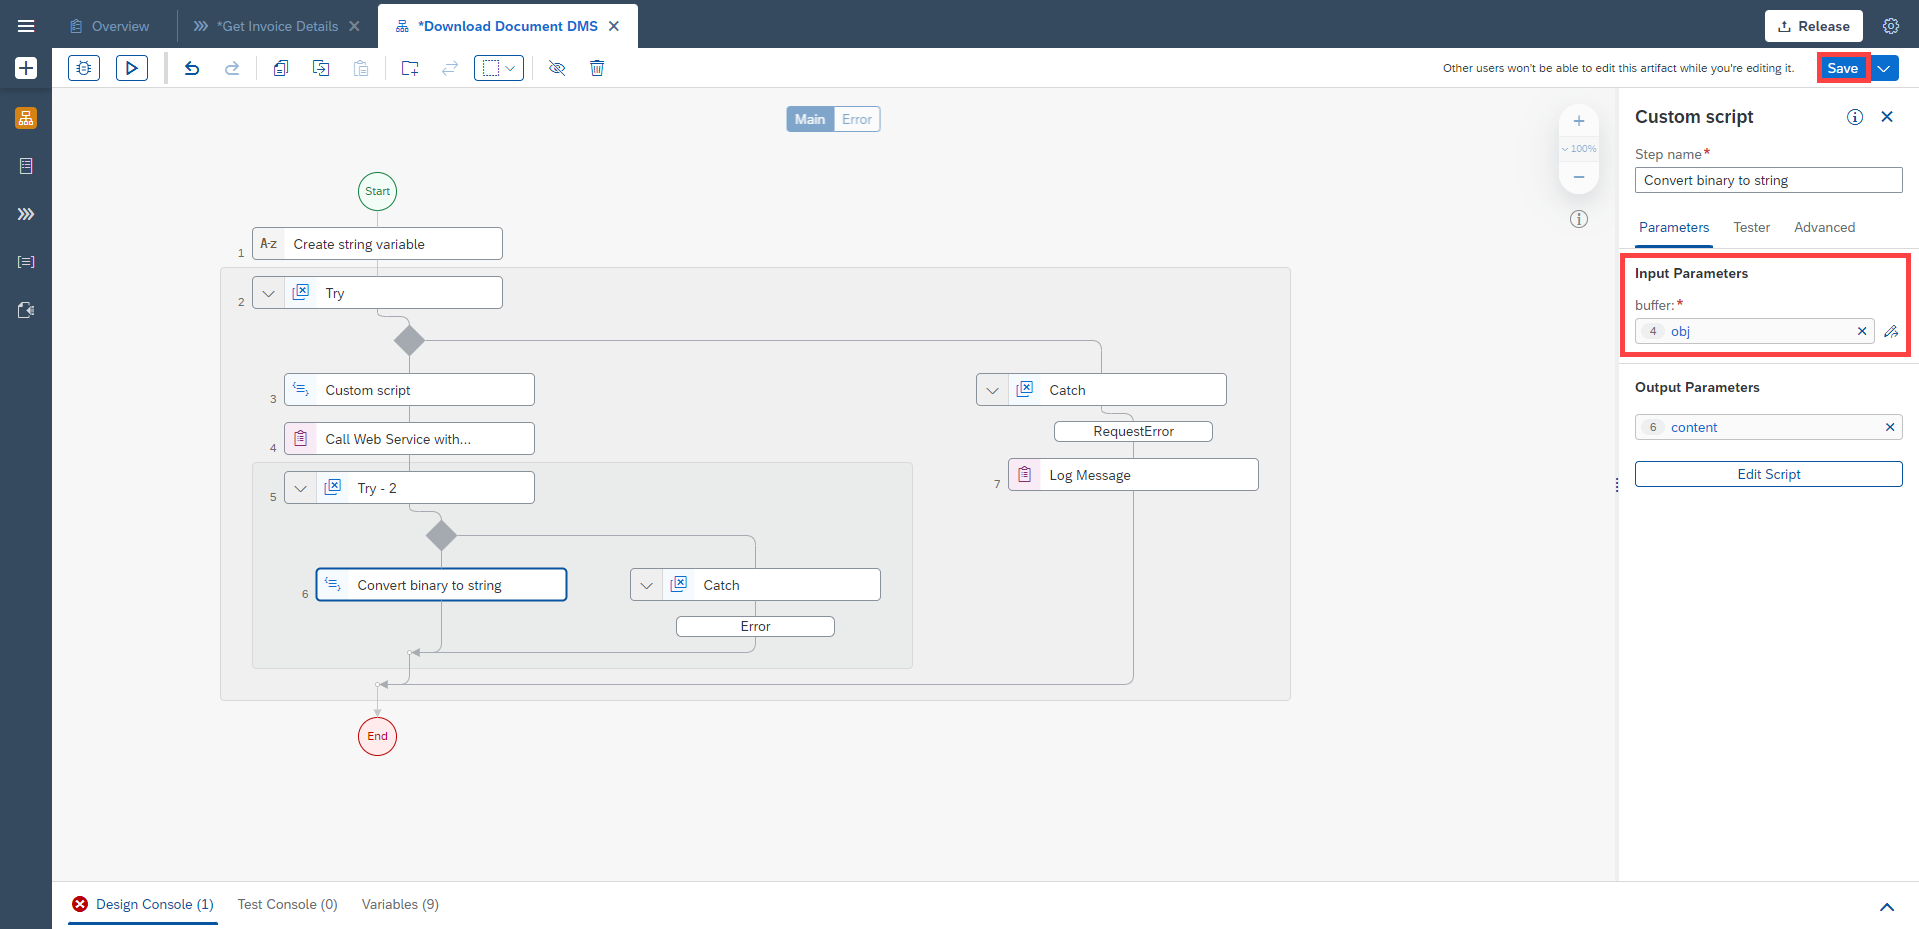 Overview
*Get Invoice Details
*Download Document DMS
Release
Other users won't be able to edit this artifact while you're editing it.
Save
Main
Error
100%
Start
1
A-z
Create string variable
2
Try
3
Custom script
4
Call Web Service with...
5
Try - 2
6
Convert binary to string
Catch
Error
Catch
RequestError
7
Log Message
End
Custom script
Step name*
Convert binary to string
Parameters
Tester
Advanced
Input Parameters
buffer:*
4 obj
Output Parameters
6 content
Edit Script
Design Console (1)
Test Console (0)
Variables (9)